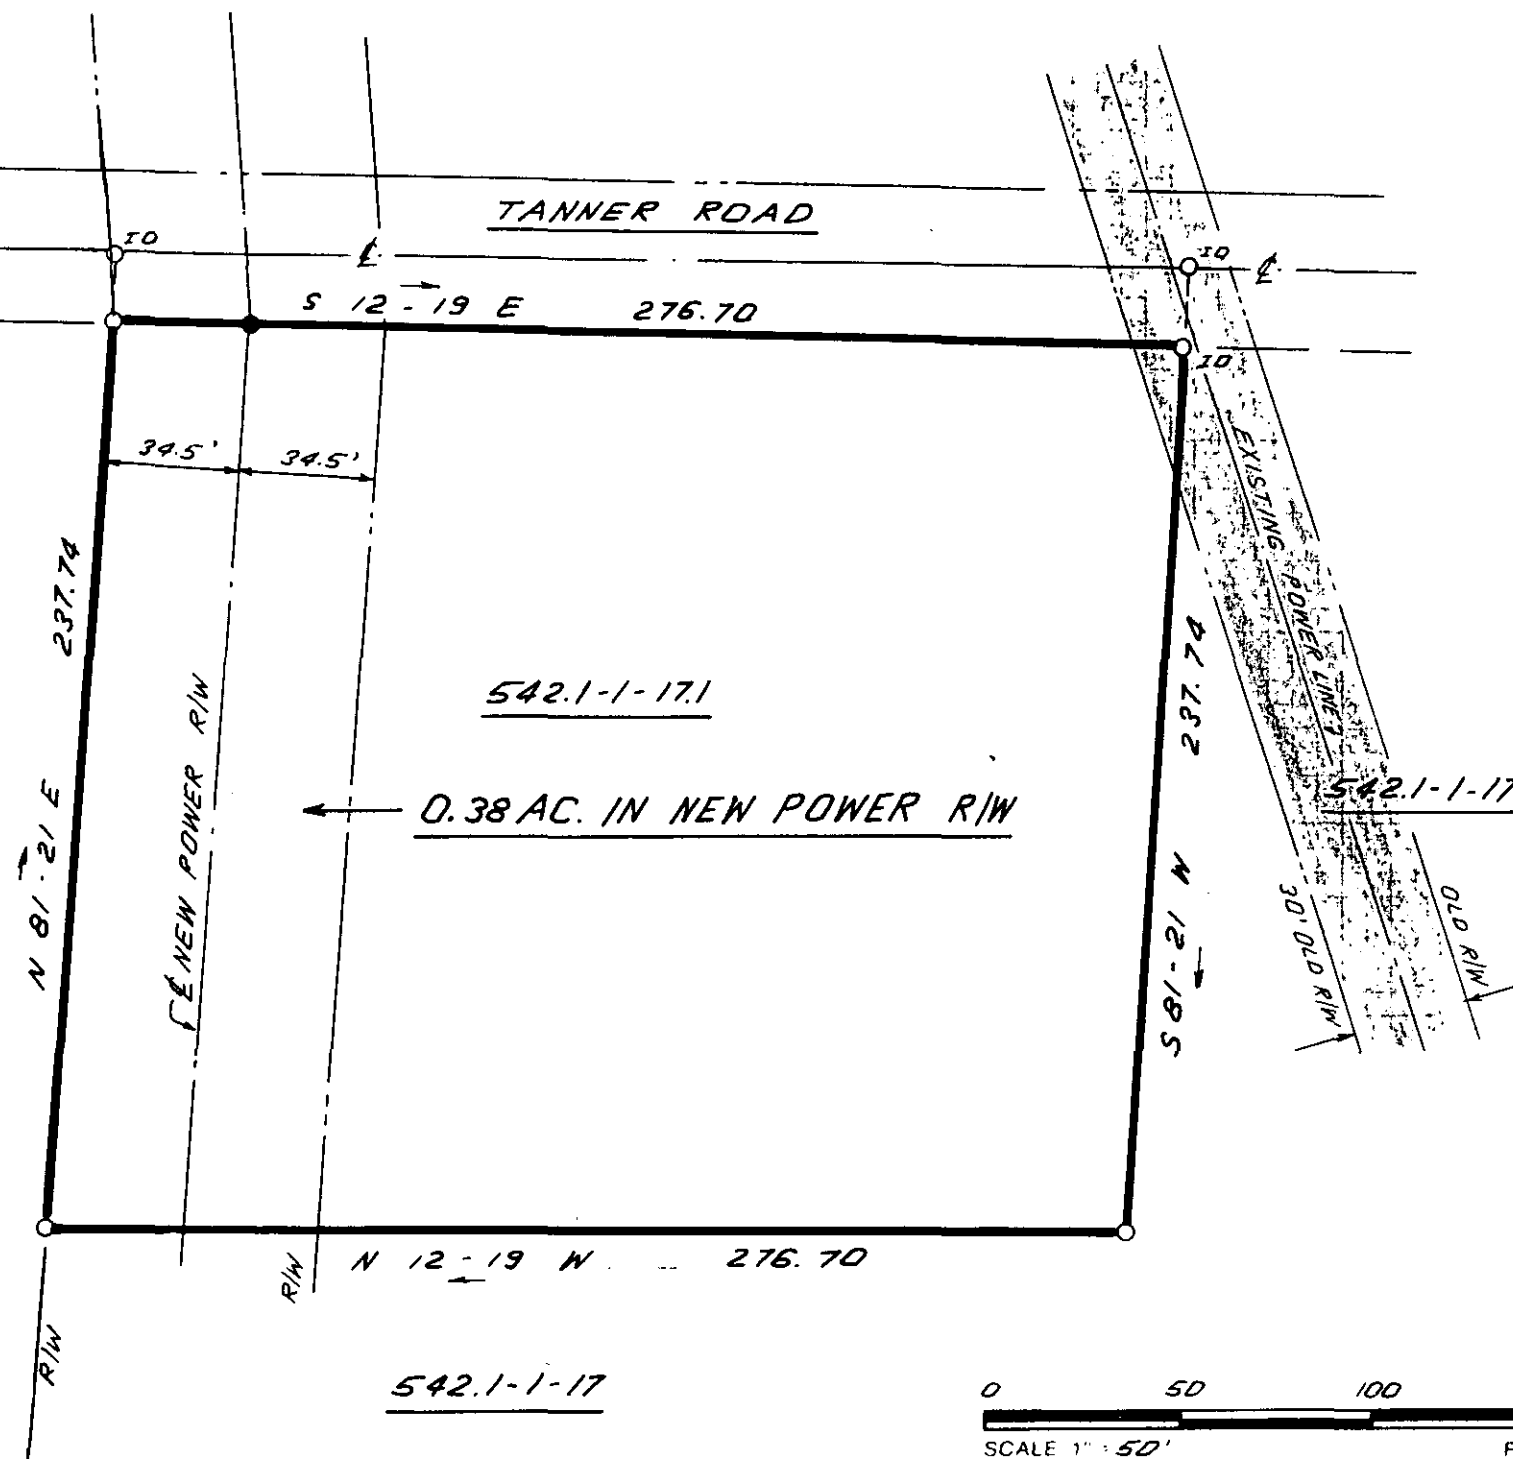 TANNER ROAD
IO
IO
℄
℄
S 12-19 E 276.70
IO
34.5'
34.5'
EXISTING POWER LINE
237.74
N 81-21 E
℄ NEW POWER R/W
542.1-1-17.1
0.38 AC. IN NEW POWER R/W
237.74
S 81-21 W
542.1-1-17
30' OLD R/W
OLD R/W
N 12-19 W 276.70
R/W
R/W
542.1-1-17
0 50 100
SCALE 1" = 50'